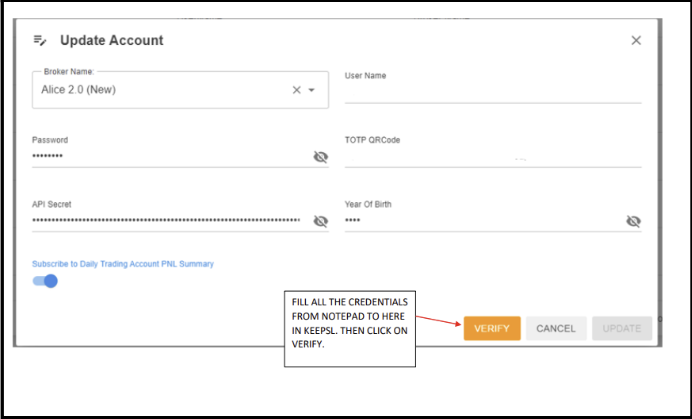 Update Account
Broker Name:
Alice 2.0 (New)
User Name
Password
••••••••
TOTP QRCode
API Secret
Year Of Birth
••••
Subscribe to Daily Trading Account PNL Summary
FILL ALL THE CREDENTIALS
FROM NOTEPAD TO HERE
IN KEEPSL. THEN CLICK ON
VERIFY.
VERIFY
CANCEL
UPDATE